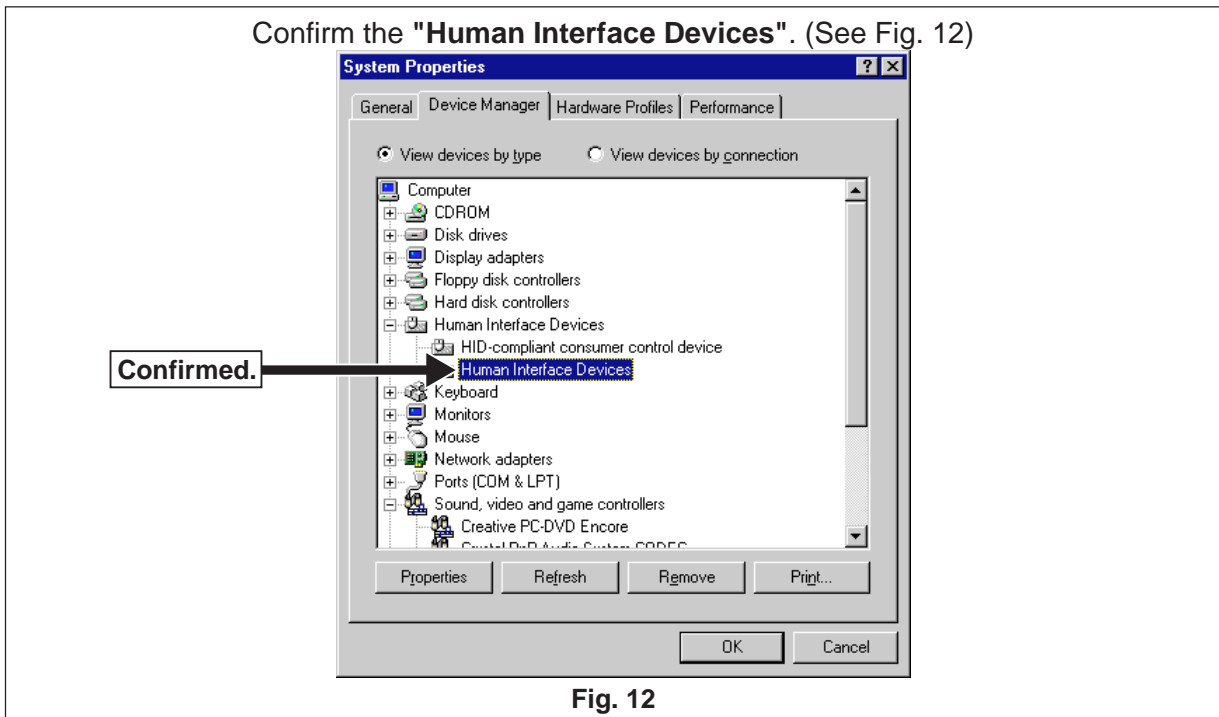 Confirm the "Human Interface Devices". (See Fig. 12)
System Properties
General Device Manager Hardware Profiles Performance
View devices by type View devices by connection
Computer
CDROM
Disk drives
Display adapters
Floppy disk controllers
Hard disk controllers
Human Interface Devices
HID-compliant consumer control device
Confirmed.
Human Interface Devices
Keyboard
Monitors
Mouse
Network adapters
Ports (COM & LPT)
Sound, video and game controllers
Creative PC-DVD Encore
Audio System CODEC
Properties Refresh Remove Print...
OK Cancel
Fig. 12